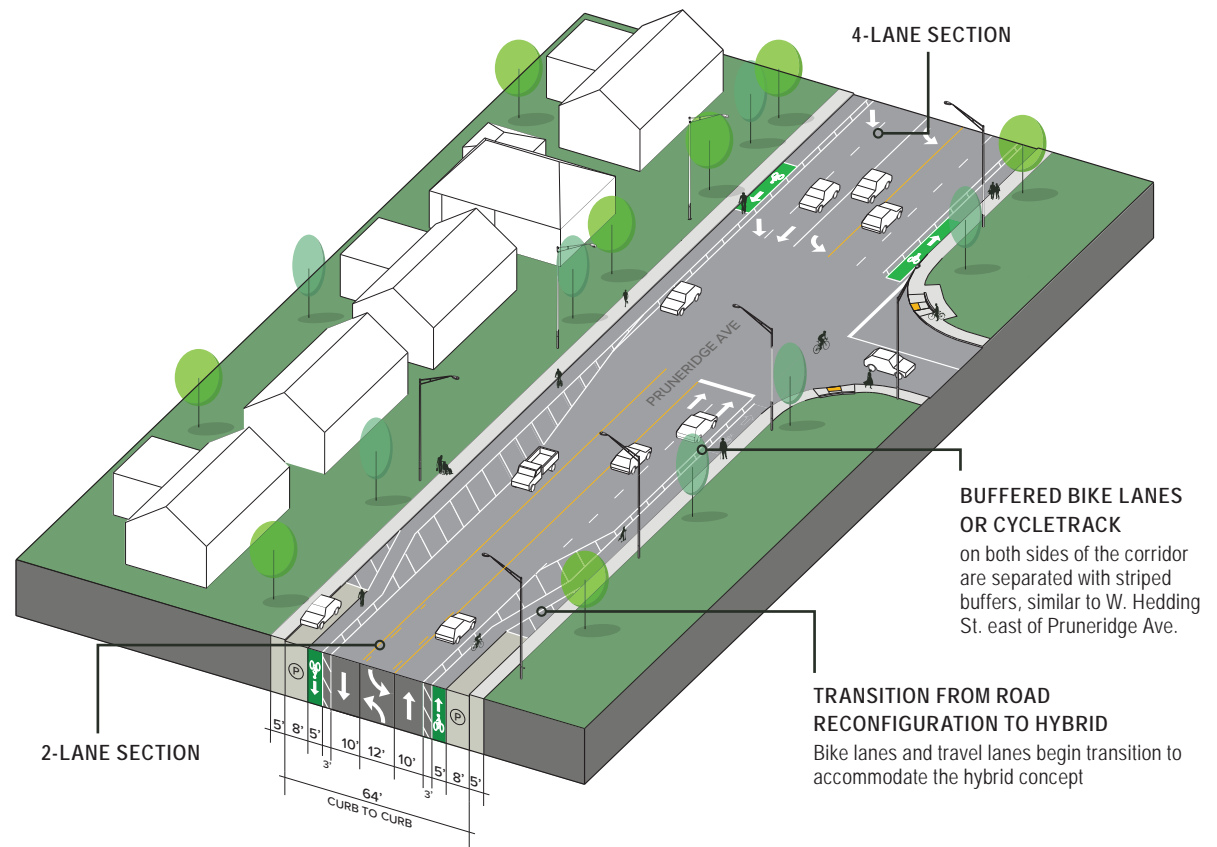 4-LANE SECTION
PRUNERIDGE AVE
BUFFERED BIKE LANES
OR CYCLETRACK
on both sides of the corridor
are separated with striped
buffers, similar to W. Hedding
St. east of Pruneridge Ave.
TRANSITION FROM ROAD
RECONFIGURATION TO HYBRID
Bike lanes and travel lanes begin transition to
accommodate the hybrid concept
2-LANE SECTION
P P
5' 8' 5' 3' 10' 12' 10' 3' 5' 8' 5'
64'
CURB TO CURB